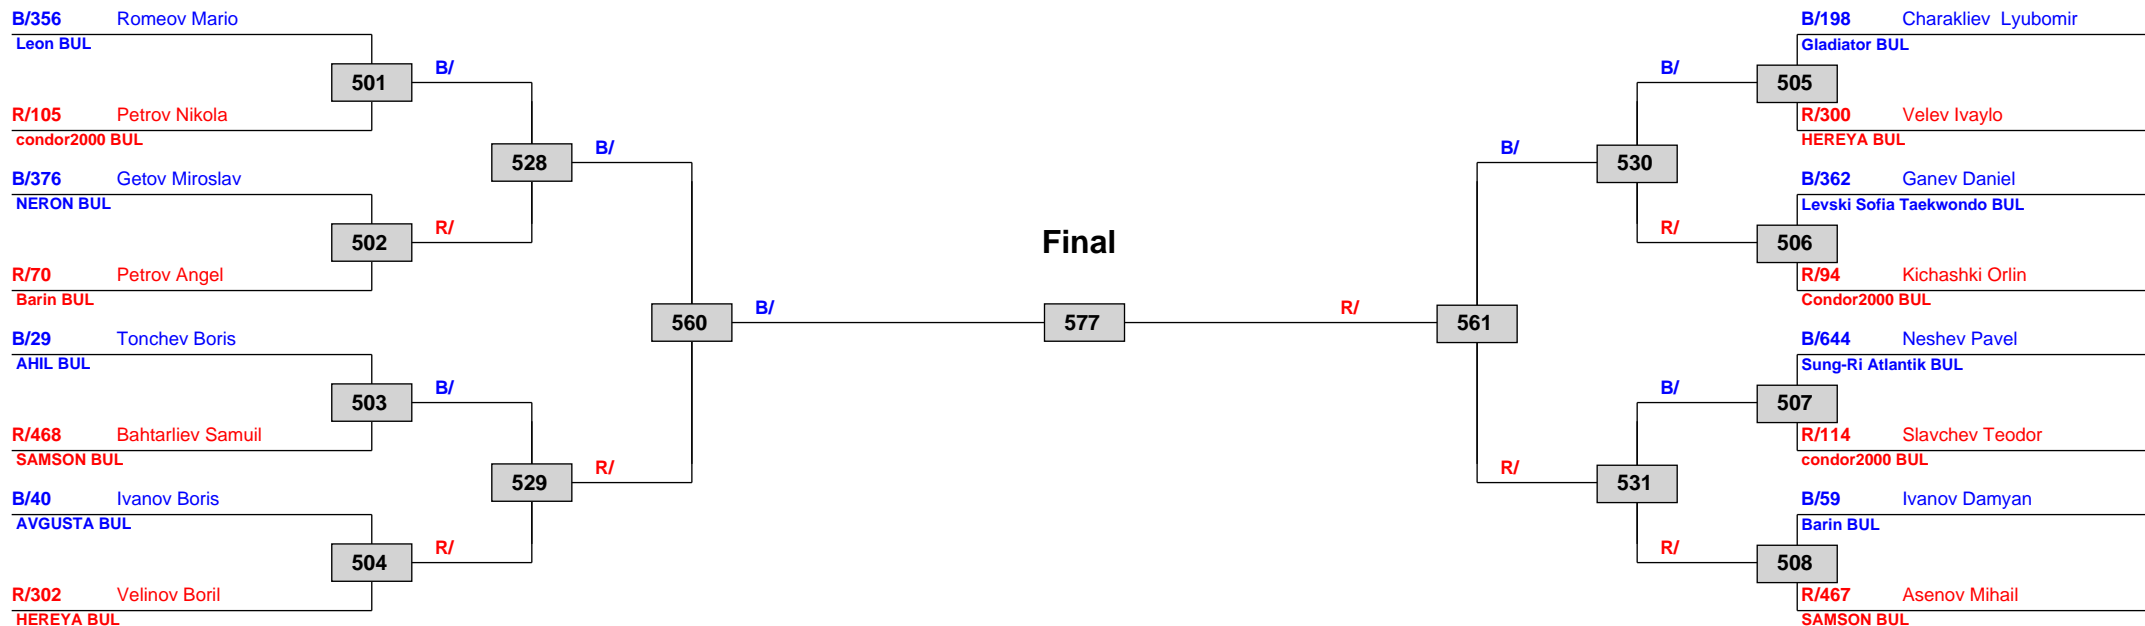 B/356 Romeov Mario
Leon BUL
501
B/
R/105 Petrov Nikola
condor2000 BUL
528
B/
B/376 Getov Miroslav
NERON BUL
502
R/
R/70 Petrov Angel
Barin BUL
560
B/
B/29 Tonchev Boris
AHIL BUL
503
B/
R/468 Bahtarliev Samuil
SAMSON BUL
529
R/
B/40 Ivanov Boris
AVGUSTA BUL
504
R/
R/302 Velinov Boril
HEREYA BUL
Final
577
B/198 Charakliev  Lyubomir
Gladiator BUL
B/
505
R/300 Velev Ivaylo
HEREYA BUL
B/
530
B/362 Ganev Daniel
Levski Sofia Taekwondo BUL
R/
506
R/94 Kichashki Orlin
Condor2000 BUL
R/
561
B/644 Neshev Pavel
Sung-Ri Atlantik BUL
B/
507
R/114 Slavchev Teodor
condor2000 BUL
R/
531
B/59 Ivanov Damyan
Barin BUL
R/
508
R/467 Asenov Mihail
SAMSON BUL